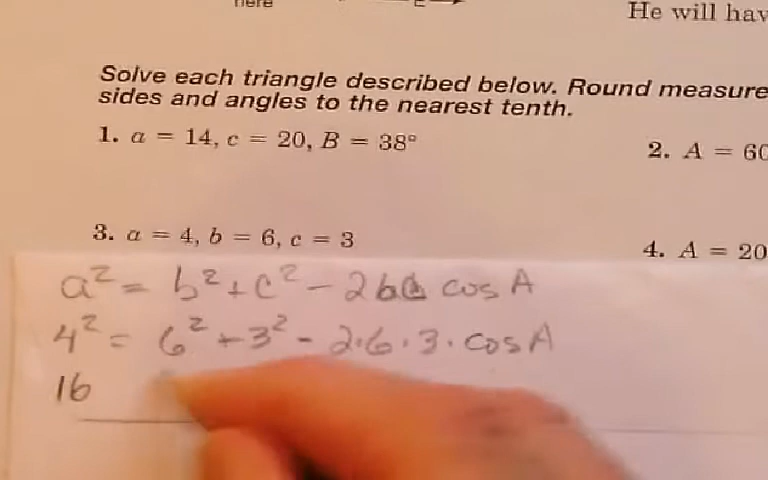 here
He will hav
Solve each triangle described below. Round measure
sides and angles to the nearest tenth.
1. a = 14, c = 20, B = 38°
2. A = 60
3. a = 4, b = 6, c = 3
4. A = 20
a² = b² + c² - 2bc cos A
4² = 6² + 3² - 2·6·3·cos A
16